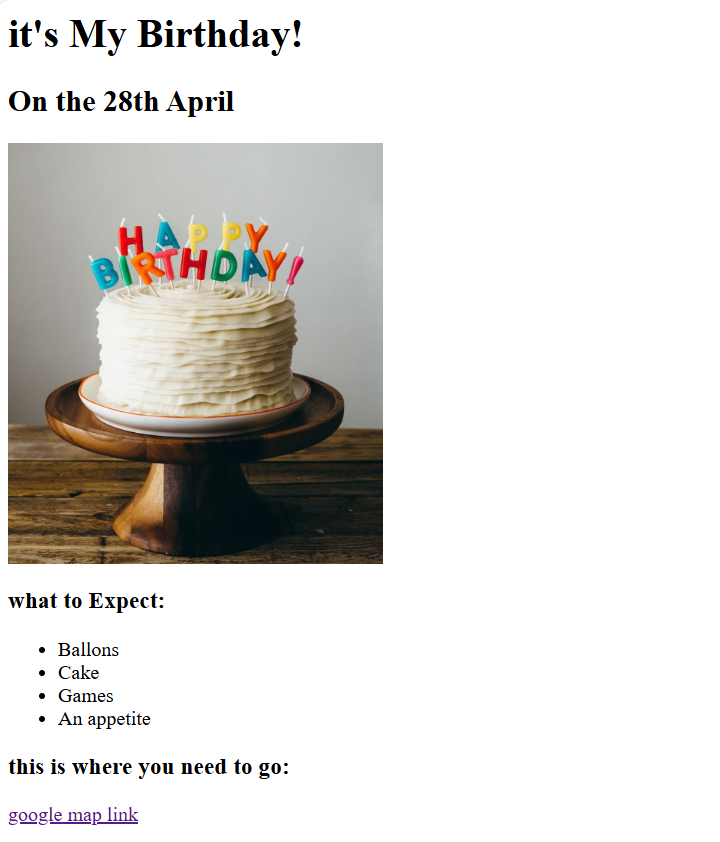 it's My Birthday!
On the 28th April
HAPPY
BIRTHDAY!
what to Expect:
Ballons
Cake
Games
An appetite
this is where you need to go:
google map link